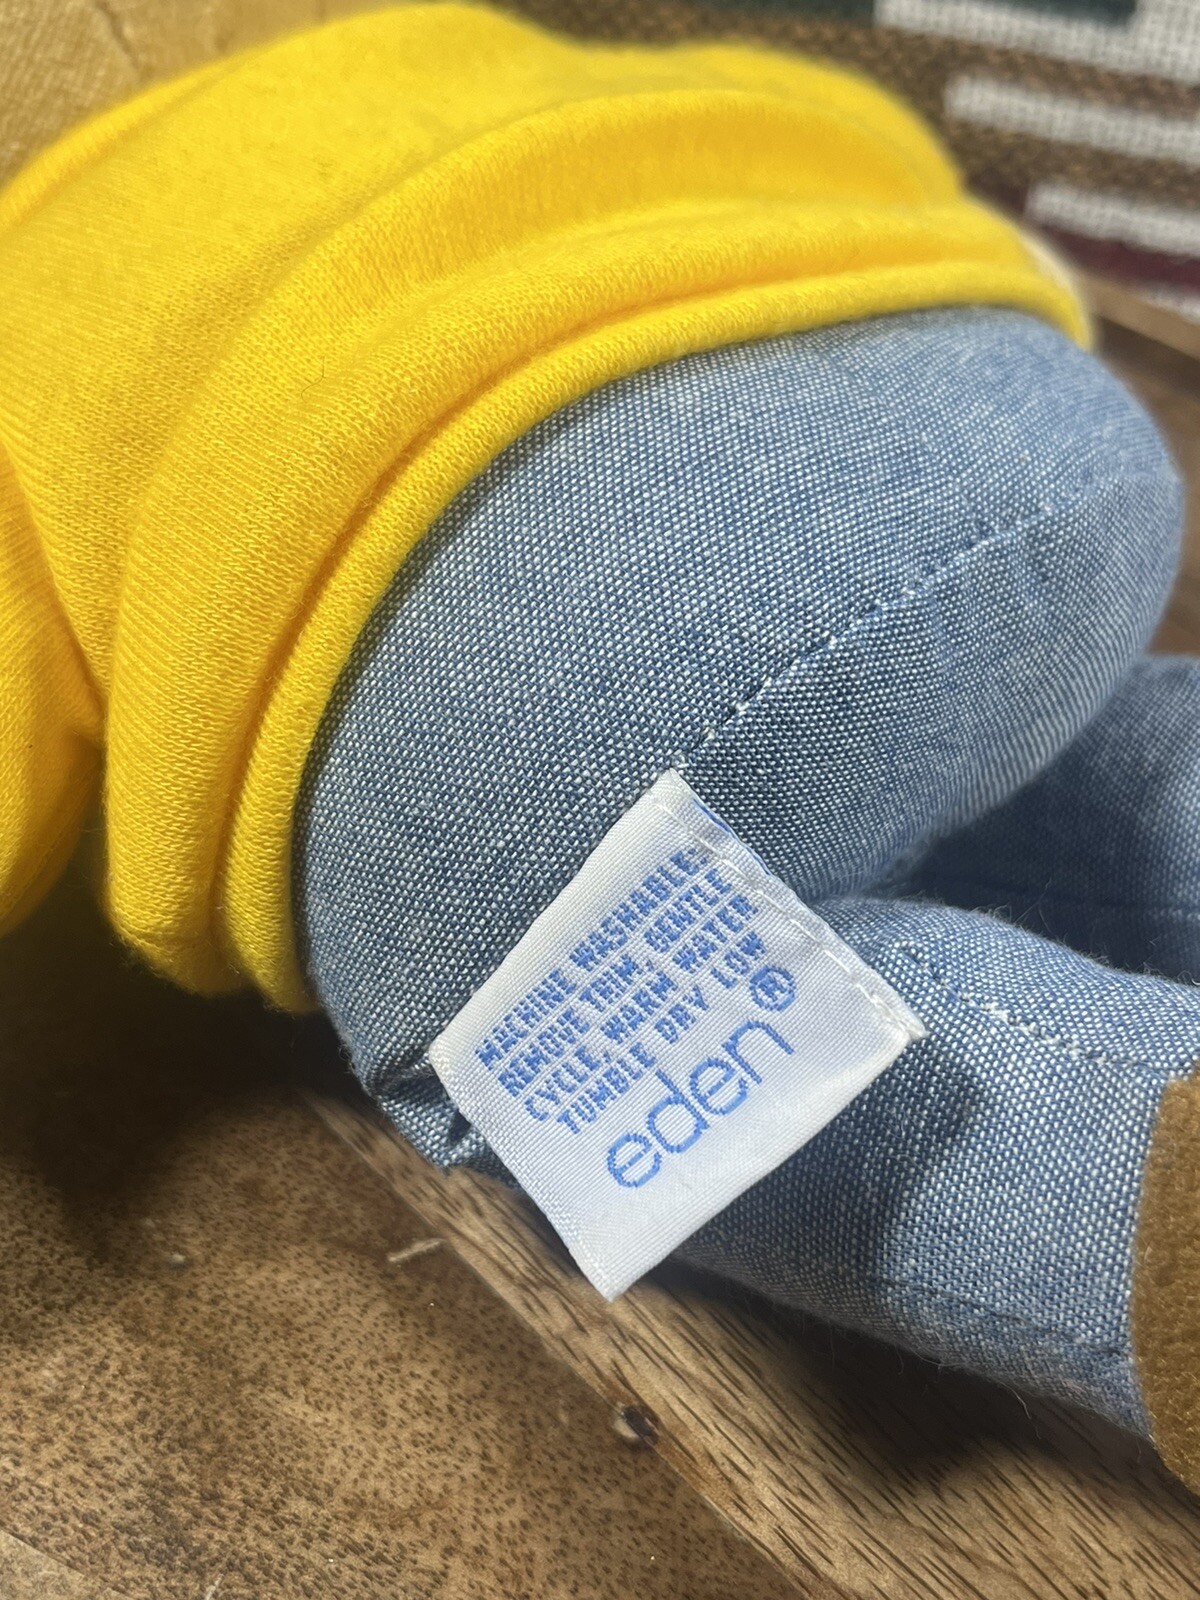 MACHINE WASHABLE:
REMOVE TRIM, GENTLE
CYCLE, WARM WATER
TUMBLE DRY LOW
eden®